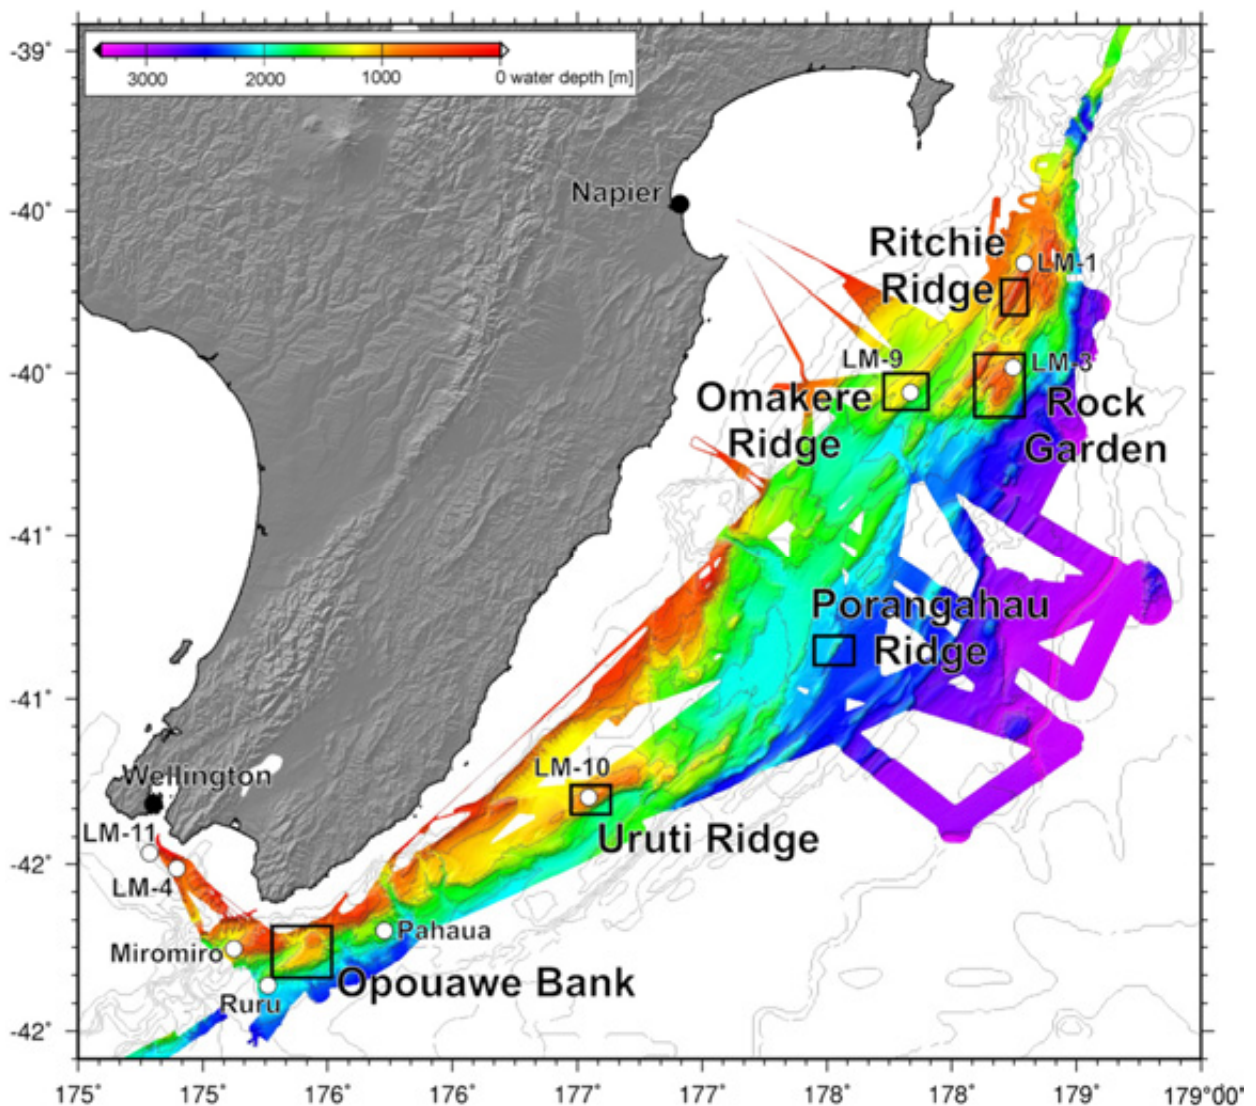 -39°
3000
2000
1000
0 water depth [m]
Napier
-40°
Ritchie
Ridge
LM-1
LM-9
LM-3
-40°
Omakere
Ridge
Rock
Garden
-41°
Porangahau
Ridge
-41°
Wellington
LM-10
LM-11
Uruti Ridge
-42°
LM-4
Pahaua
Miromiro
Opouawe Bank
Ruru
-42°
175°
175°
176°
176°
177°
177°
178°
178°
179°
179°00'